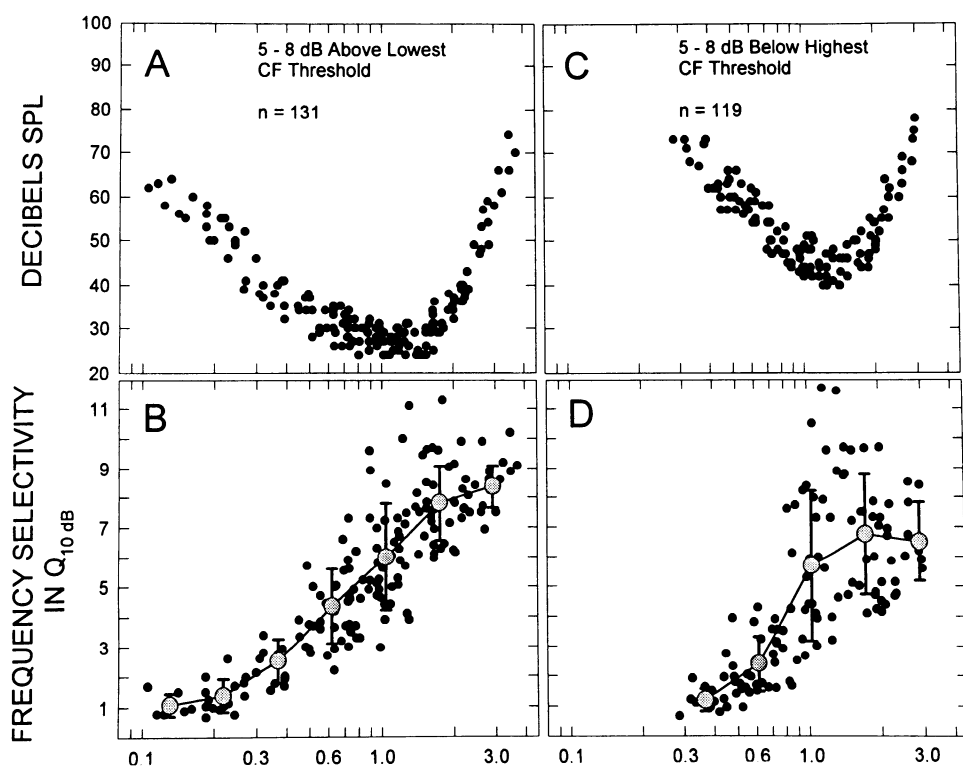 DECIBELS SPL
100
90
80
70
60
50
40
30
20
A
5 - 8 dB Above Lowest
CF Threshold
n = 131
C
5 - 8 dB Below Highest
CF Threshold
n = 119
FREQUENCY SELECTIVITY
IN Q10 dB
11
9
7
5
3
1
B
D
0.1 0.3 0.6 1.0 3.0
0.1 0.3 0.6 1.0 3.0